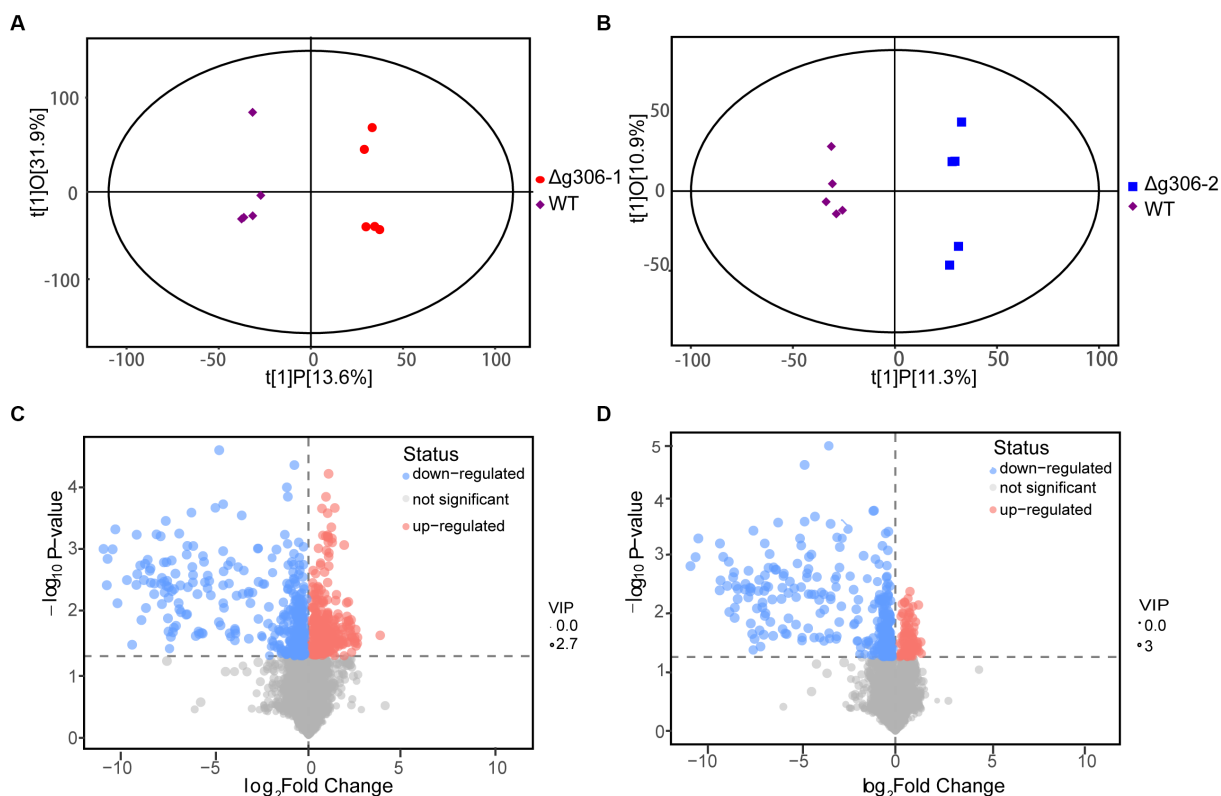 A
t[1]O[31.9%]
100
0
-100
-100
-50
0
50
100
t[1]P[13.6%]
Δg306-1
WT
B
t[1]O[10.9%]
50
0
-50
-100
-50
0
50
100
t[1]P[11.3%]
Δg306-2
WT
C
−log₁₀ P−value
4
3
2
1
0
−10
−5
0
5
10
log₂Fold Change
Status
down−regulated
not significant
up−regulated
VIP
0.0
2.7
D
−log₁₀ P−value
5
4
3
2
1
0
−10
−5
0
5
10
log₂Fold Change
Status
down−regulated
not significant
up−regulated
VIP
0.0
3